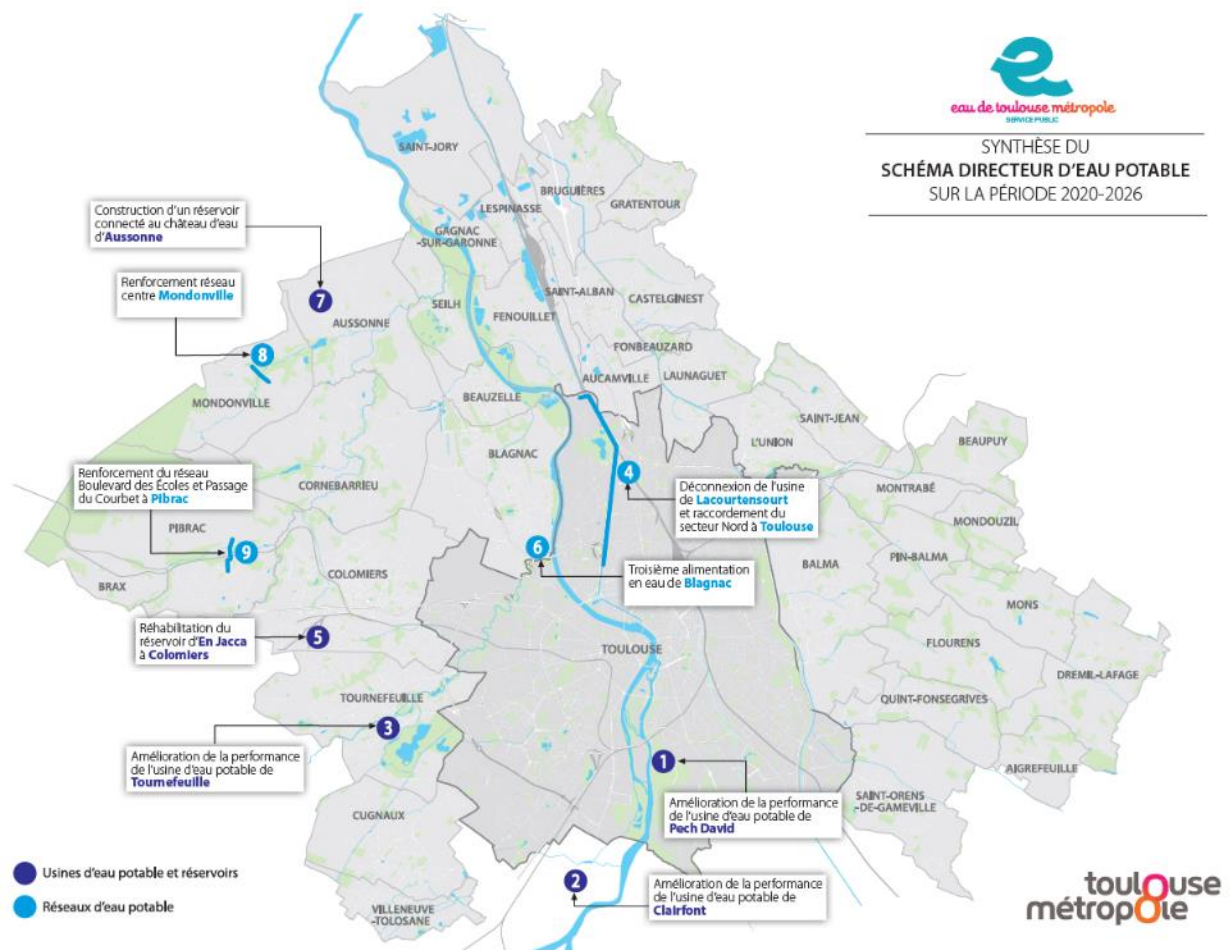 eau de toulouse métropole
SERVICE PUBLIC
SYNTHÈSE DU
SCHÉMA DIRECTEUR D'EAU POTABLE
SUR LA PÉRIODE 2020-2026
SAINT-JORY
BRUGUIÈRES
LESPINASSE
GRATENTOUR
GAGNAC
-SUR-GARONNE
Construction d'un réservoir
connecté au château d'eau
d'Aussonne
Renforcement réseau
centre Mondonville
7
AUSSONNE
SEILH
FENOUILLET
SAINT-ALBAN
CASTELGINEST
FONBEAUZARD
8
MONDONVILLE
BEAUZELLE
AUCAMVILLE
LAUNAGUET
SAINT-JEAN
L'UNION
BEAUPUY
BLAGNAC
Renforcement du réseau
Boulevard des Écoles et Passage
du Courbet à Pibrac
CORNEBARRIEU
4
Déconnexion de l'usine
de Lacourtensourt
et raccordement du
secteur Nord à Toulouse
MONTRABÉ
MONDOUZIL
PIBRAC
9
BRAX
COLOMIERS
6
Troisième alimentation
en eau de Blagnac
BALMA
PIN-BALMA
MONS
Réhabilitation du
réservoir d'En Jacca
à Colomiers
5
TOULOUSE
FLOURENS
DREMIL-LAFAGE
TOURNEFEUILLE
QUINT-FONSEGRIVES
3
Amélioration de la performance
de l'usine d'eau potable de
Tournefeuille
1
Amélioration de la performance
de l'usine d'eau potable de
Pech David
AIGREFEUILLE
SAINT-ORENS
-DE-GAMEVILLE
CUGNAUX
2
Amélioration de la performance
de l'usine d'eau potable de
Clairfont
VILLENEUVE
-TOLOSANE
Usines d'eau potable et réservoirs
Réseaux d'eau potable
toulouse
métropole